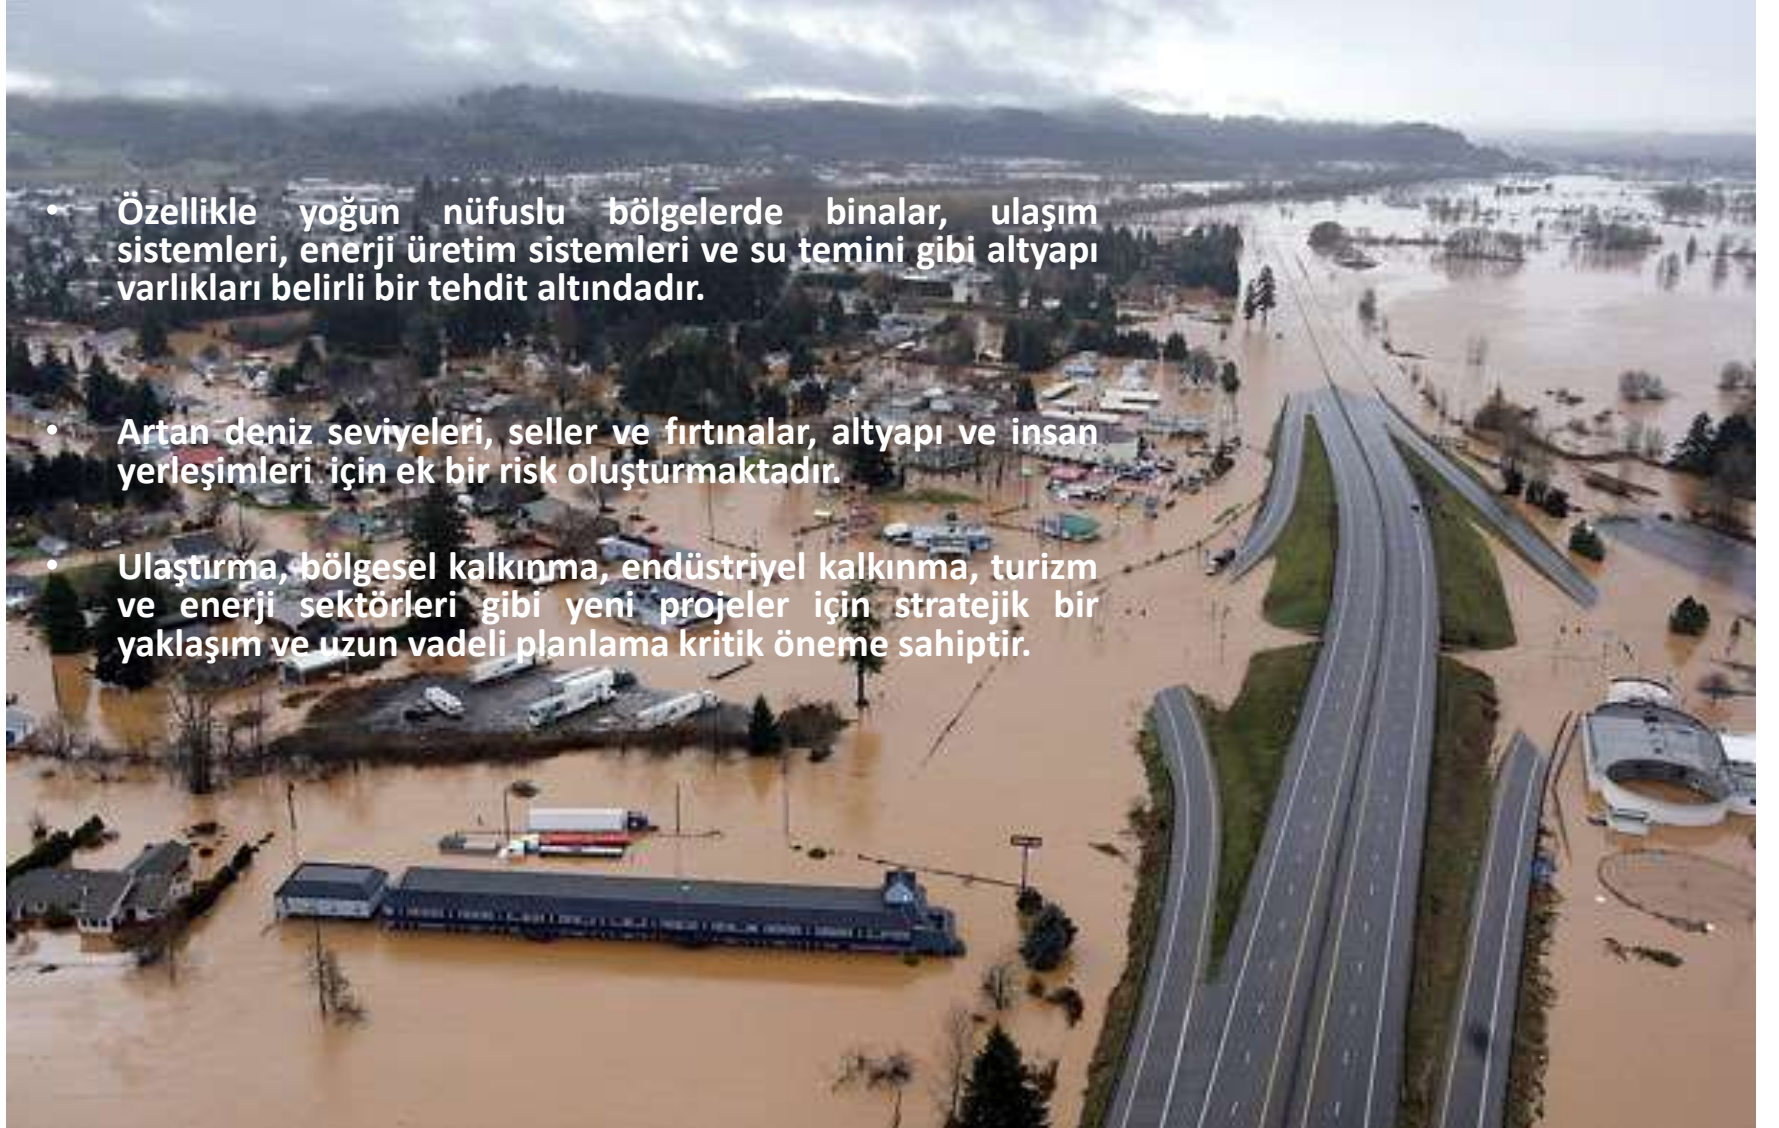 • Özellikle yoğun nüfuslu bölgelerde binalar, ulaşım
sistemleri, enerji üretim sistemleri ve su temini gibi altyapı
varlıkları belirli bir tehdit altındadır.
• Artan deniz seviyeleri, seller ve fırtınalar, altyapı ve insan
yerleşimleri için ek bir risk oluşturmaktadır.
• Ulaştırma, bölgesel kalkınma, endüstriyel kalkınma, turizm
ve enerji sektörleri gibi yeni projeler için stratejik bir
yaklaşım ve uzun vadeli planlama kritik öneme sahiptir.